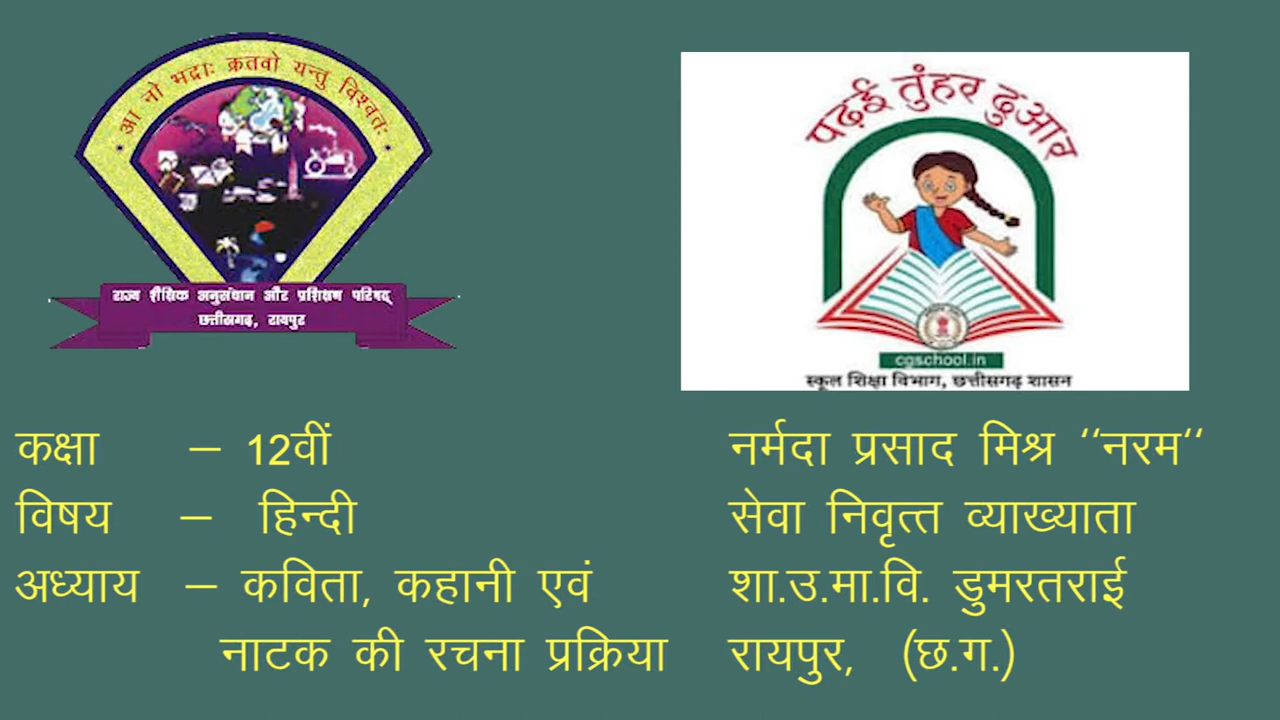 आ नो भद्राः क्रतवो यन्तु विश्वतः
राज्य शैक्षिक अनुसंधान और प्रशिक्षण परिषद्
छत्तीसगढ़, रायपुर
पढ़ई तुंहर दुआर
cgschool.in
स्कूल शिक्षा विभाग, छत्तीसगढ़ शासन
कक्षा – 12वीं
विषय – हिन्दी
अध्याय – कविता, कहानी एवं
नाटक की रचना प्रक्रिया
नर्मदा प्रसाद मिश्र ‘‘नरम‘‘
सेवा निवृत्त व्याख्याता
शा.उ.मा.वि. डुमरतराई
रायपुर, (छ.ग.)